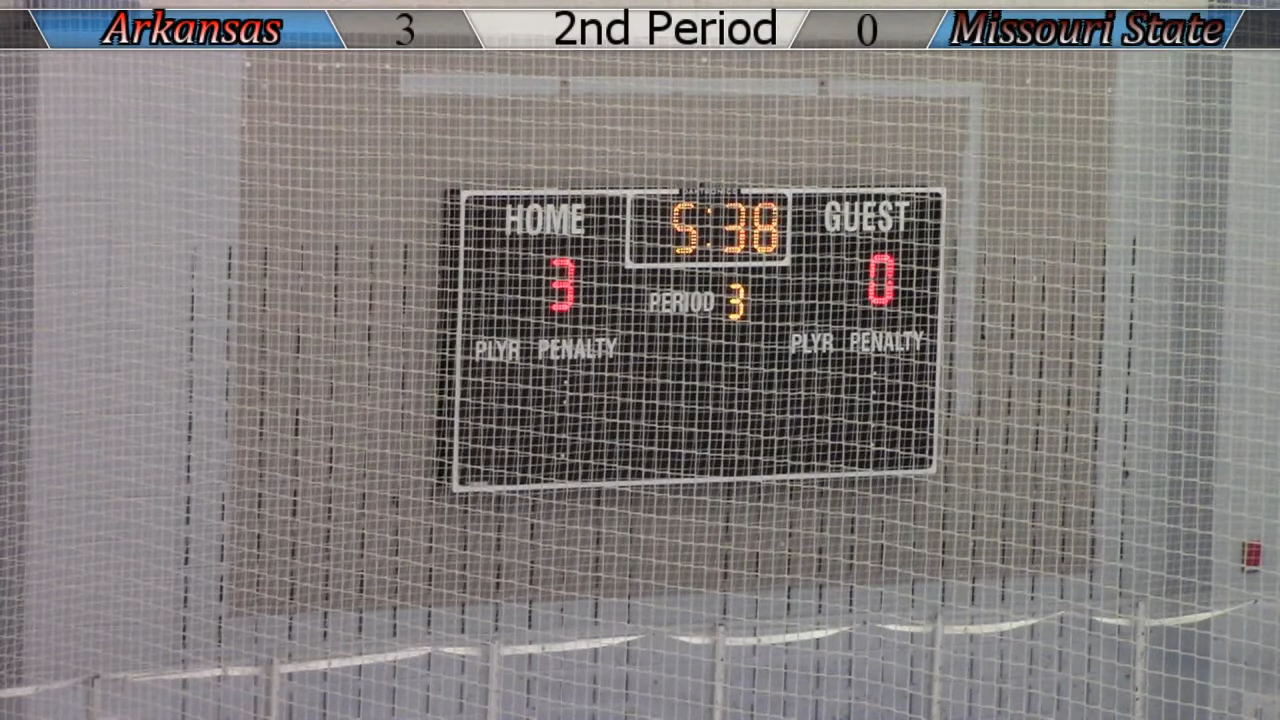 Arkansas 3 2nd Period 0 Missouri State
HOME 5:38 GUEST
3 PERIOD 3 0
PLYR PENALTY PLYR PENALTY